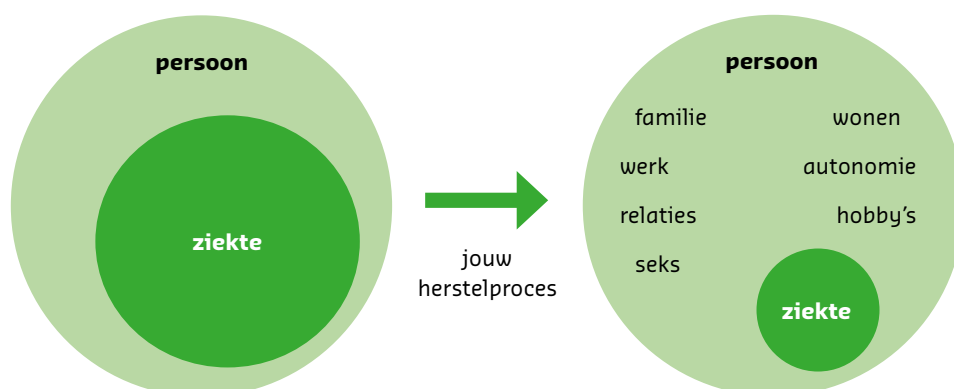 persoon
ziekte
jouw
herstelproces
persoon
familie
wonen
werk
autonomie
relaties
hobby's
seks
ziekte